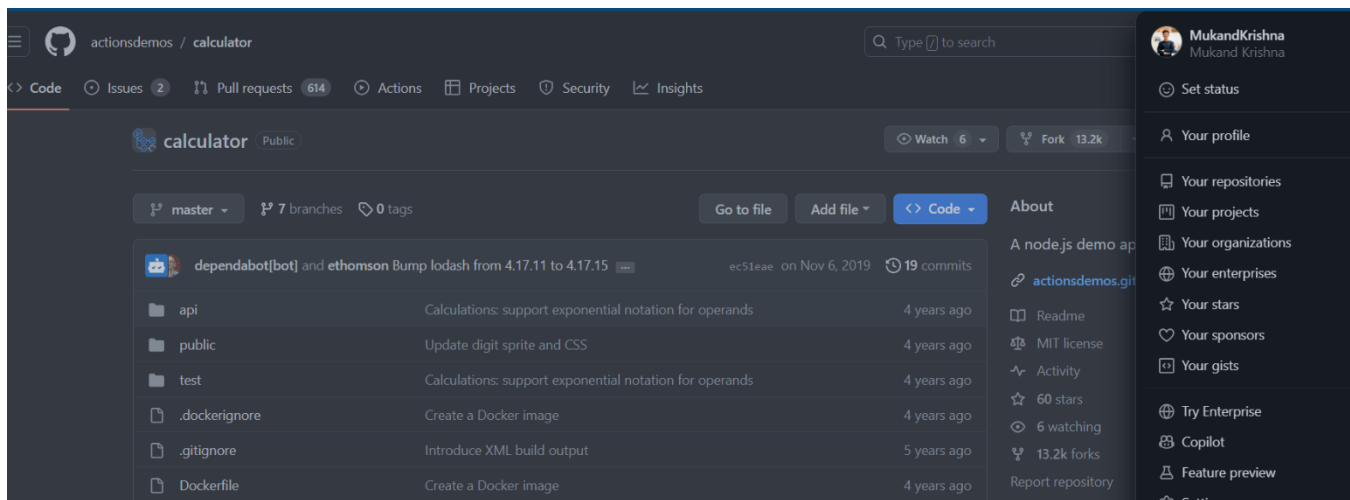 actionsdemos / calculator
Type / to search
Code
Issues 2
Pull requests 614
Actions
Projects
Security
Insights
calculator Public
Watch 6
Fork 13.2k
master
7 branches
0 tags
Go to file
Add file
<> Code
dependabot[bot] and ethomson Bump lodash from 4.17.11 to 4.17.15 ...
ec51eae on Nov 6, 2019
19 commits
api Calculations: support exponential notation for operands 4 years ago
public Update digit sprite and CSS 4 years ago
test Calculations: support exponential notation for operands 4 years ago
.dockerignore Create a Docker image 4 years ago
.gitignore Introduce XML build output 5 years ago
Dockerfile Create a Docker image 4 years ago
About
A node.js demo ap
actionsdemos.git
Readme
MIT license
Activity
60 stars
6 watching
13.2k forks
Report repository
MukandKrishna
Mukand Krishna
Set status
Your profile
Your repositories
Your projects
Your organizations
Your enterprises
Your stars
Your sponsors
Your gists
Try Enterprise
Copilot
Feature preview